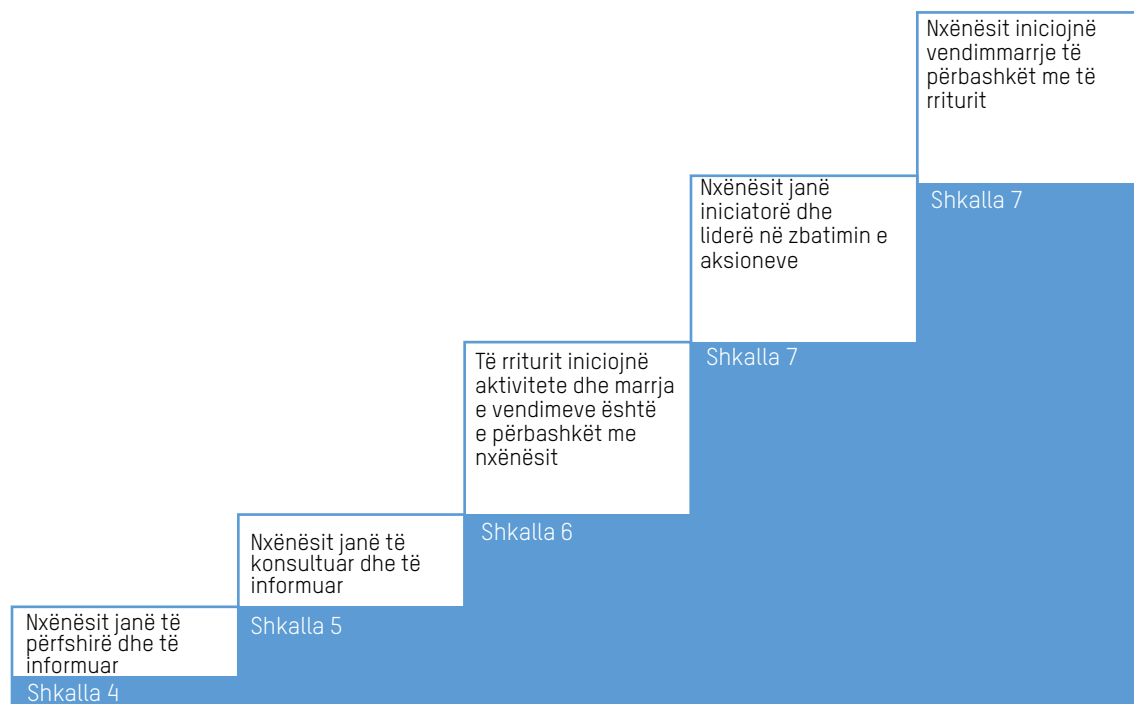 Nxënësit iniciojnë
vendimmarrje të
përbashkët me të
rriturit
Shkalla 7
Nxënësit janë
iniciatorë dhe
liderë në zbatimin e
aksioneve
Shkalla 7
Të rriturit iniciojnë
aktivitete dhe marrja
e vendimeve është
e përbashkët me
nxënësit
Shkalla 6
Nxënësit janë të
konsultuar dhe të
informuar
Shkalla 5
Nxënësit janë të
përfshirë dhe të
informuar
Shkalla 4